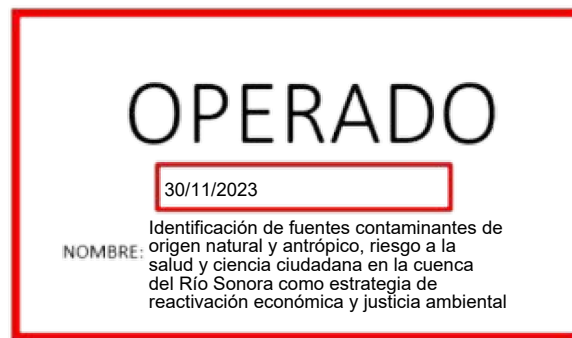 OPERADO
30/11/2023
NOMBRE: Identificación de fuentes contaminantes de
origen natural y antrópico, riesgo a la
salud y ciencia ciudadana en la cuenca
del Río Sonora como estrategia de
reactivación económica y justicia ambiental